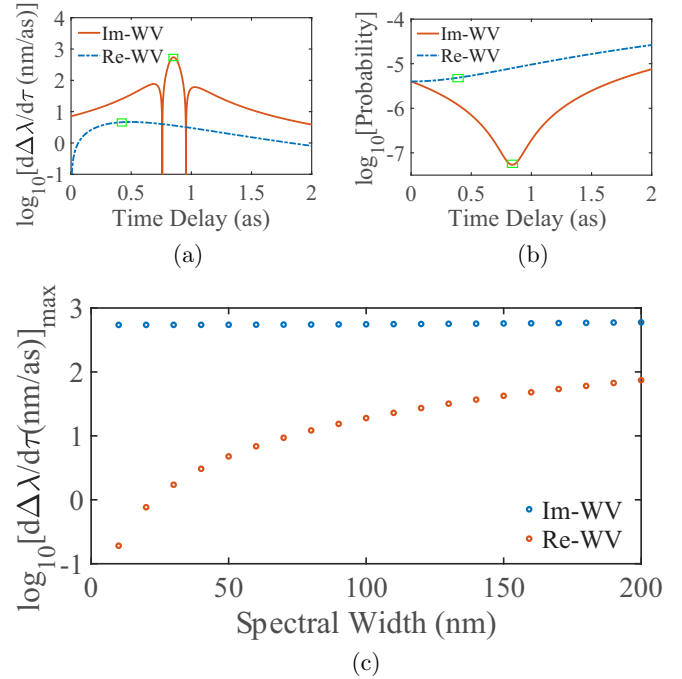 log10[dΔλ/dτ(nm/as)]
4
3
2
1
0
-1
Im-WV
Re-WV
0 0.5 1 1.5 2
Time Delay (as)
(a)
log10[Probability]
-4
-5
-6
-7
Im-WV
Re-WV
0 0.5 1 1.5 2
Time Delay (as)
(b)
log10[dΔλ/dτ(nm/as)]max
3
2
1
0
-1
Im-WV
Re-WV
0 50 100 150 200
Spectral Width (nm)
(c)